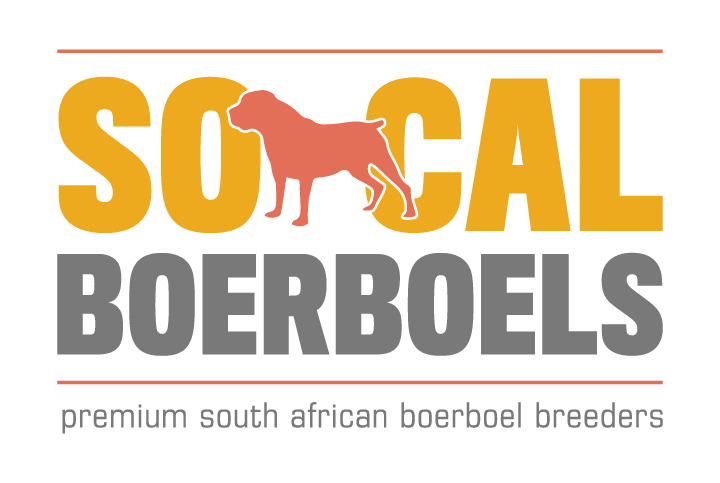 SO CAL
BOERBOELS
premium south african boerboel breeders